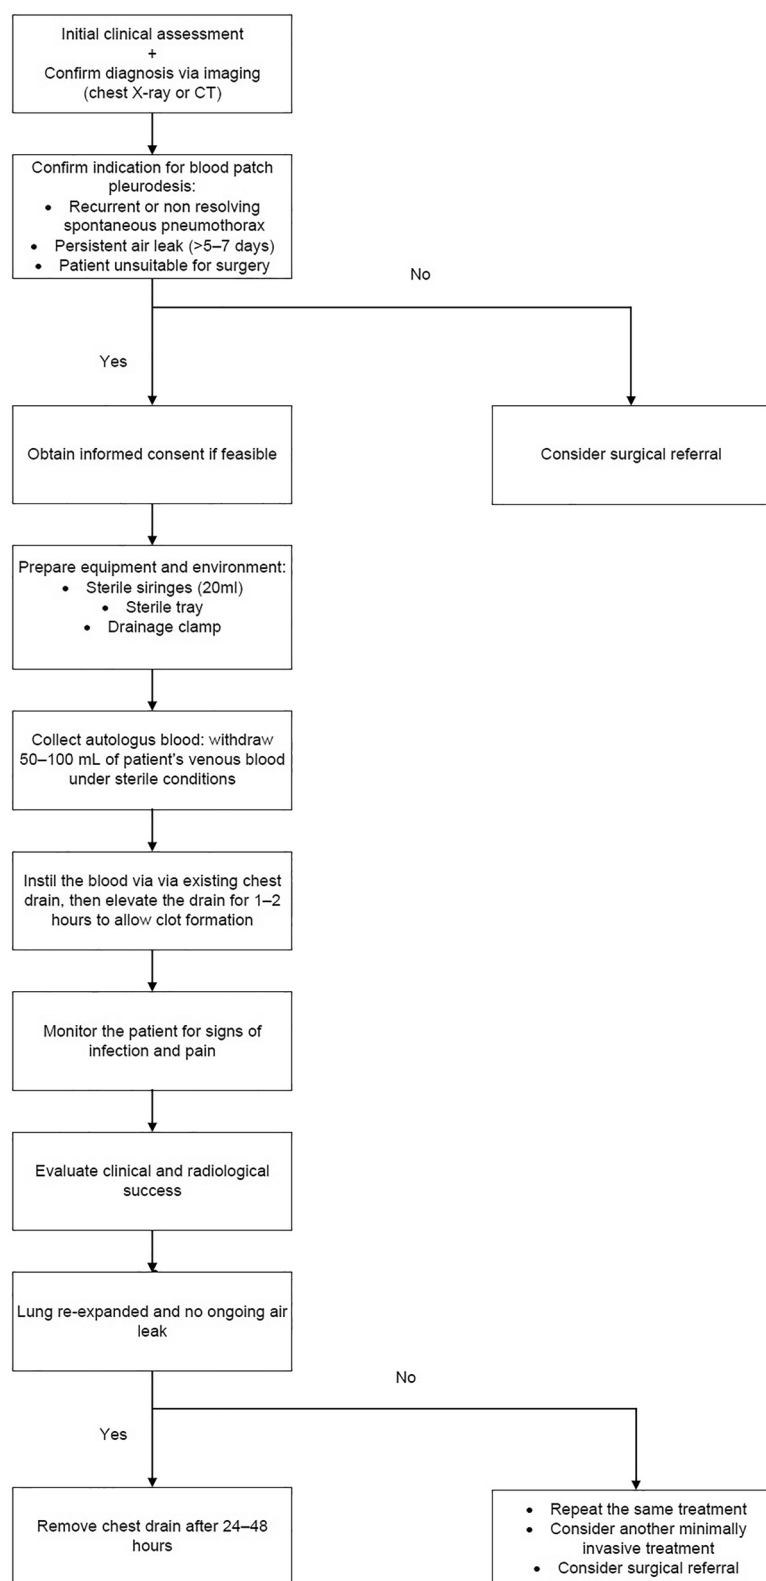 Initial clinical assessment
+
Confirm diagnosis via imaging
(chest X-ray or CT)
Confirm indication for blood patch
pleurodesis:
• Recurrent or non resolving
spontaneous pneumothorax
• Persistent air leak (>5–7 days)
• Patient unsuitable for surgery
No
Yes
Obtain informed consent if feasible
Consider surgical referral
Prepare equipment and environment:
• Sterile siringes (20ml)
• Sterile tray
• Drainage clamp
Collect autologus blood: withdraw
50–100 mL of patient's venous blood
under sterile conditions
Instil the blood via via existing chest
drain, then elevate the drain for 1–2
hours to allow clot formation
Monitor the patient for signs of
infection and pain
Evaluate clinical and radiological
success
Lung re-expanded and no ongoing air
leak
No
Yes
Remove chest drain after 24–48
hours
• Repeat the same treatment
• Consider another minimally
invasive treatment
• Consider surgical referral